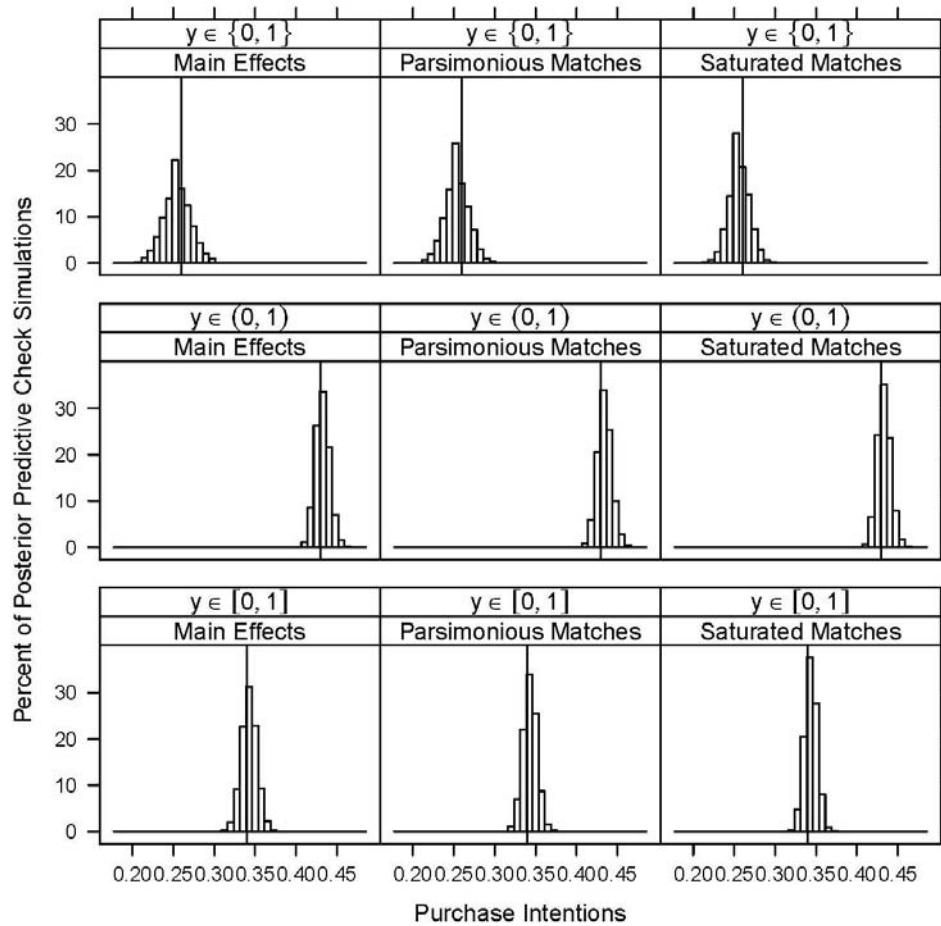 y ∈ {0, 1} y ∈ {0, 1} y ∈ {0, 1}
Main Effects Parsimonious Matches Saturated Matches
30
20
10
0
y ∈ (0, 1) y ∈ (0, 1) y ∈ (0, 1)
Main Effects Parsimonious Matches Saturated Matches
30
20
10
0
y ∈ [0, 1] y ∈ [0, 1] y ∈ [0, 1]
Main Effects Parsimonious Matches Saturated Matches
30
20
10
0
Percent of Posterior Predictive Check Simulations
0.20 0.25 0.30 0.35 0.40 0.45 0.20 0.25 0.30 0.35 0.40 0.45 0.20 0.25 0.30 0.35 0.40 0.45
Purchase Intentions